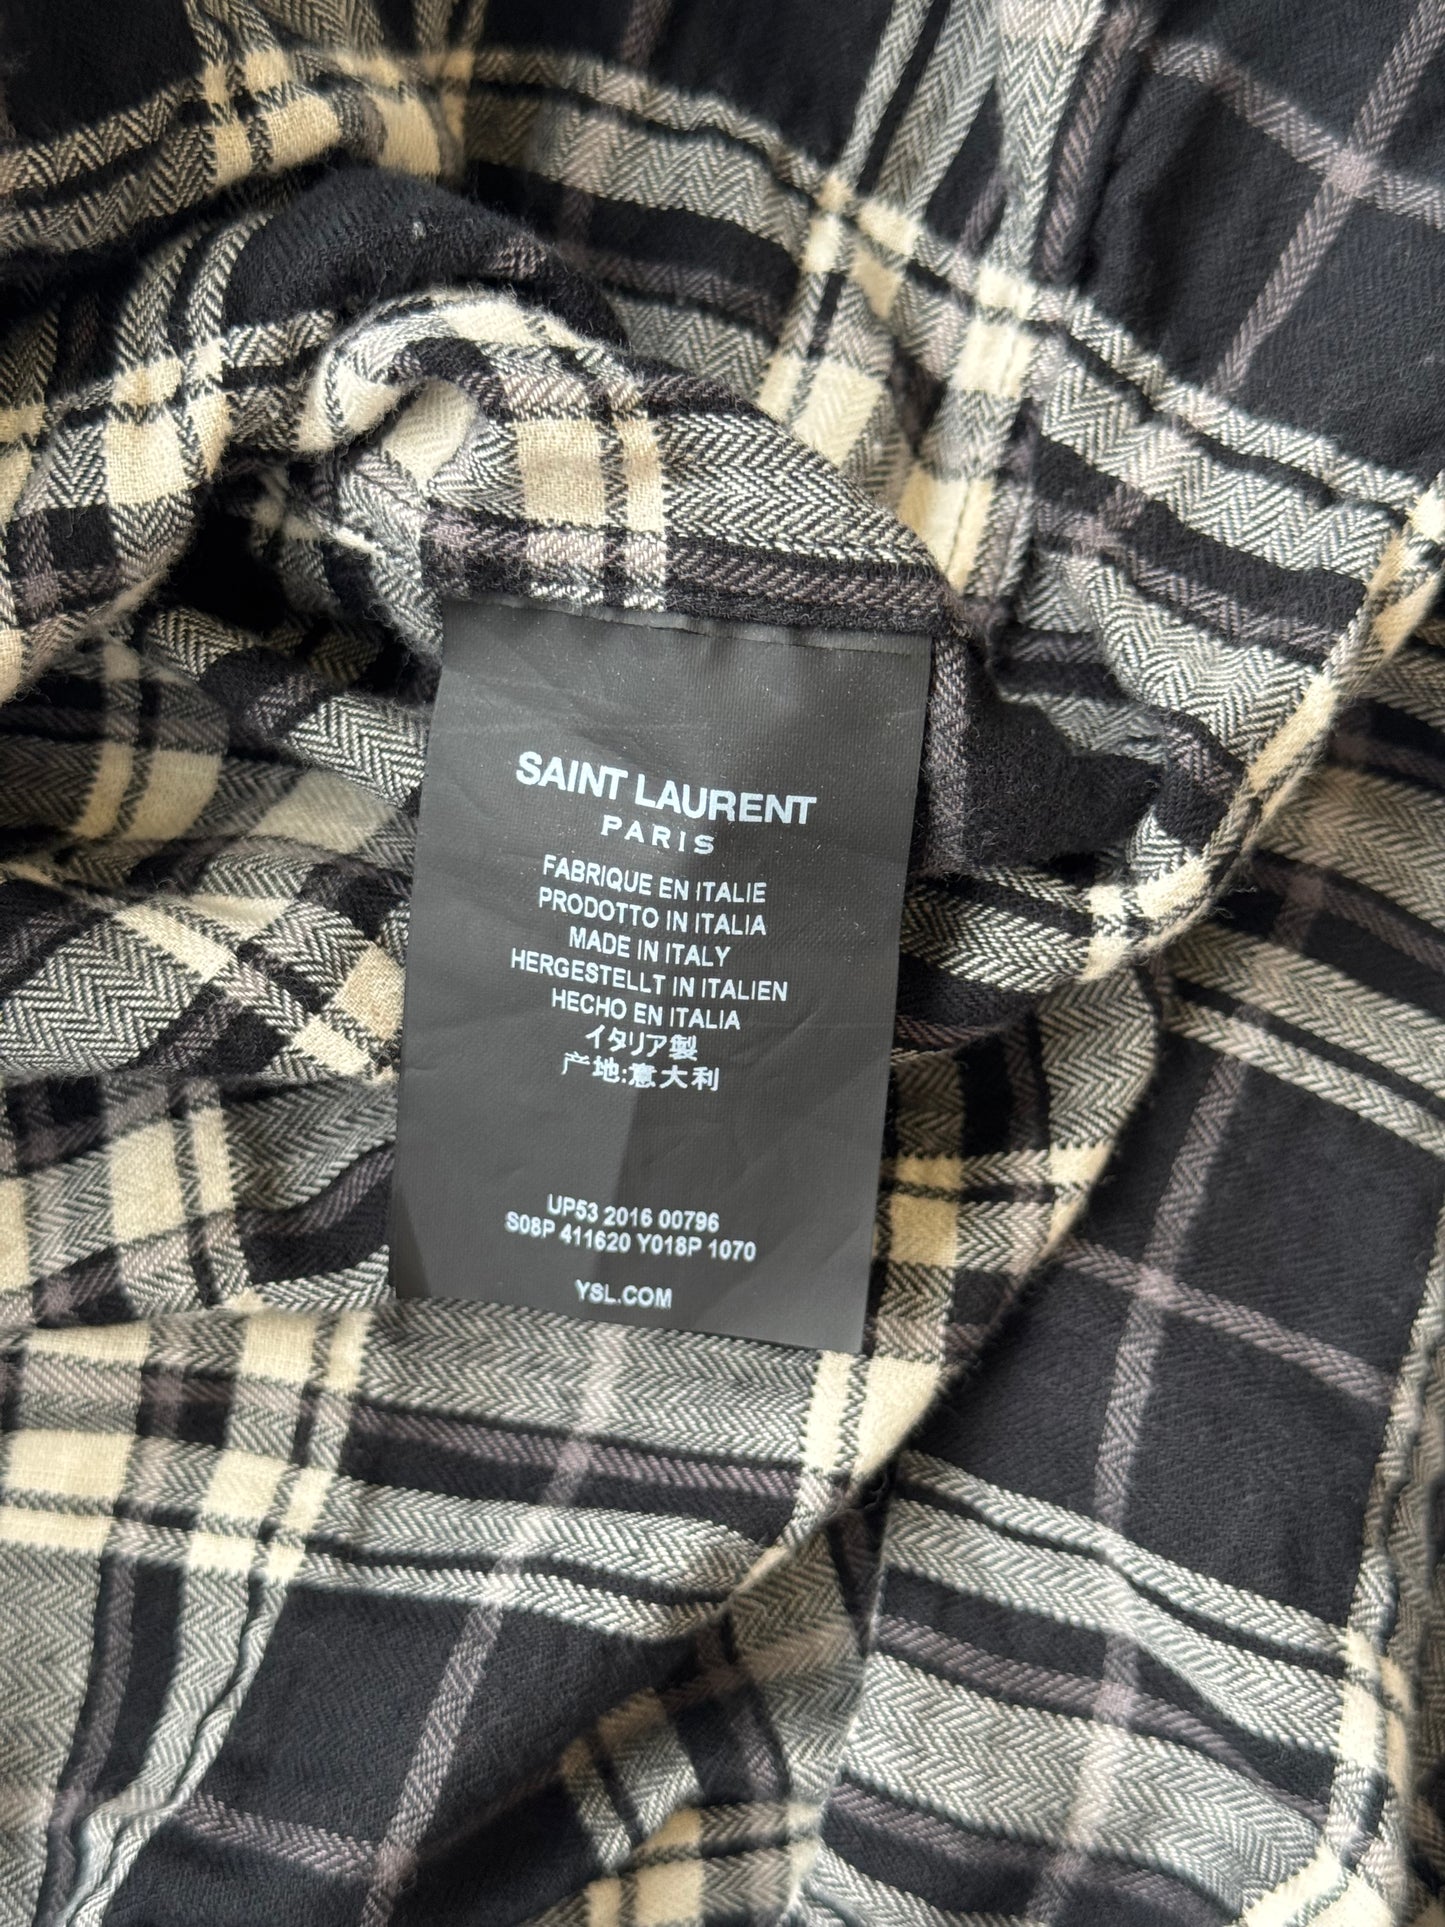 SAINT LAURENT
PARIS
FABRIQUE EN ITALIE
PRODOTTO IN ITALIA
MADE IN ITALY
HERGESTELLT IN ITALIEN
HECHO EN ITALIA
イタリア製
产地:意大利
UP53 2016 00796
S08P 411620 Y018P 1070
YSL.COM